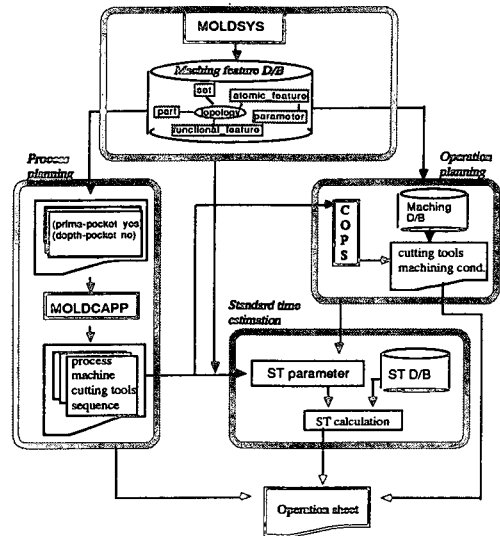 MOLDSYS
Maching feature D/B
set
atomic_feature
part
topology
parameter
functional_feature
Process
planning
Operation
planning
(prima-pocket yes)
(depth-pocket no)
MOLDCAPP
process
machine
cutting tools
sequence
COPS
Maching
D/B
cutting tools
machining cond.
Standard time
estimation
ST parameter
ST D/B
ST calculation
Operation sheet